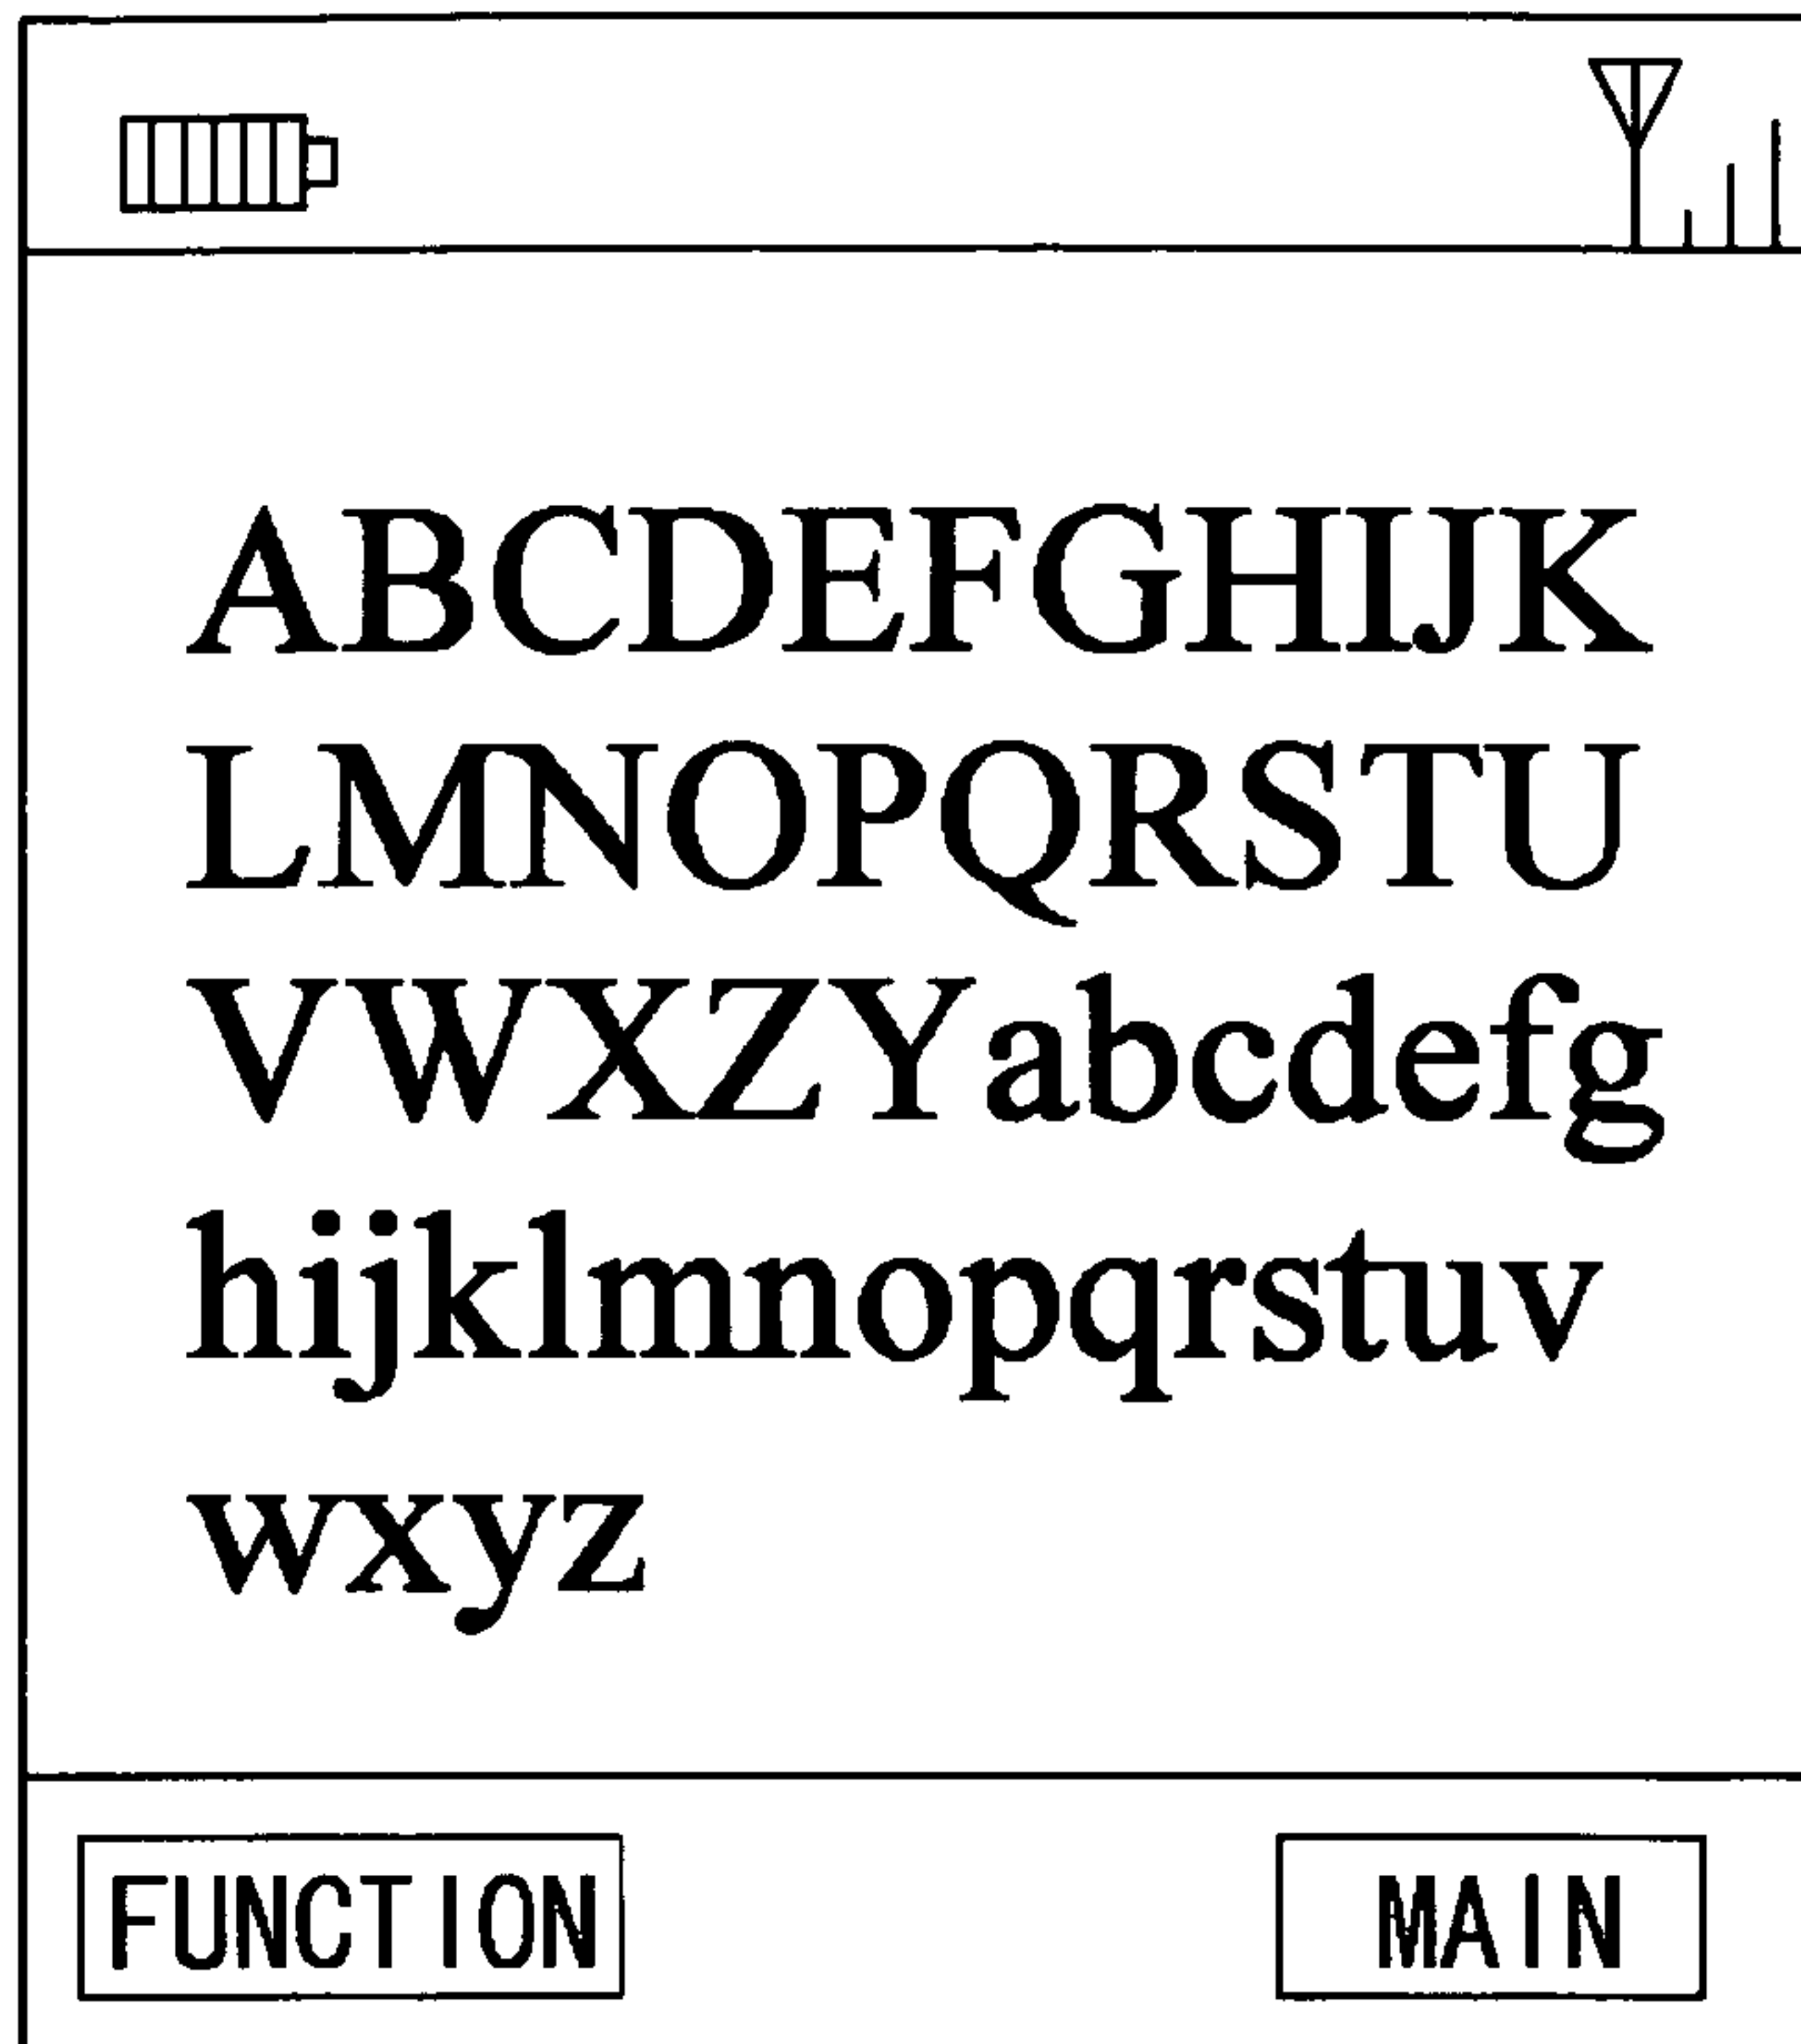 ABCDEFGHIJK
LMNOPQRSTU
VWXZYabcdefg
hijklmnopqrstuv
wxyz
FUNCTION MAIN